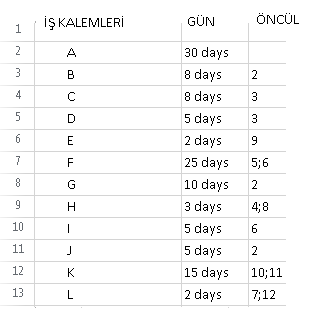 1 İŞ KALEMLERİ GÜN ÖNCÜL
2 A 30 days
3 B 8 days 2
4 C 8 days 3
5 D 5 days 3
6 E 2 days 9
7 F 25 days 5;6
8 G 10 days 2
9 H 3 days 4;8
10 I 5 days 6
11 J 5 days 2
12 K 15 days 10;11
13 L 2 days 7;12